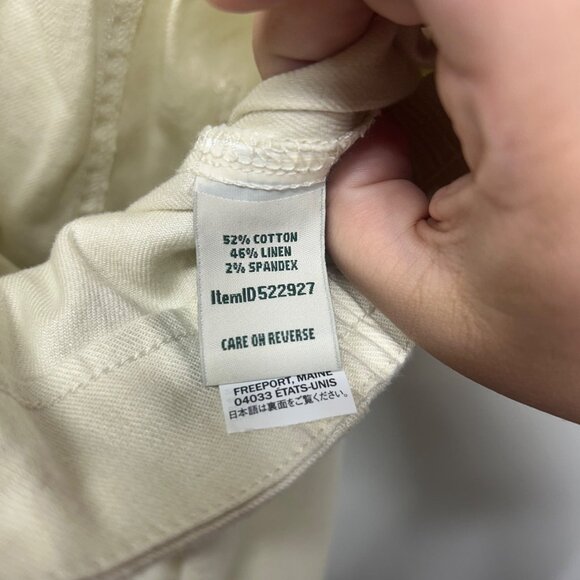 52% COTTON
46% LINEN
2% SPANDEX
ItemID522927
CARE ON REVERSE
FREEPORT, MAINE
04033 ÉTATS-UNIS
日本語は裏面をご覧ください。